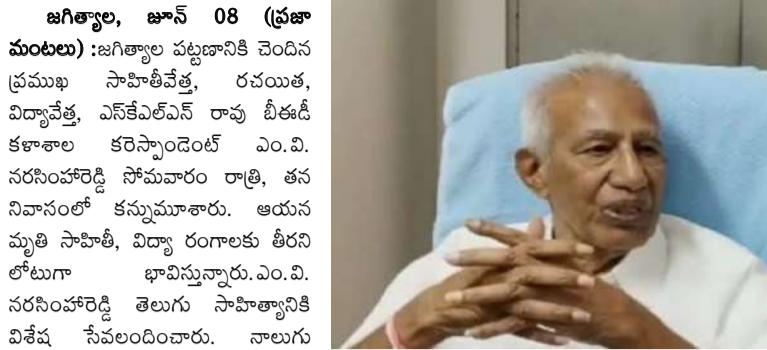 జగిత్యాల, జూన్ 08 (ప్రజా
మంటలు) :జగిత్యాల పట్టణానికి చెందిన
ప్రముఖ సాహితీవేత్త, రచయిత,
విద్యావేత్త, ఎస్‌కేఎల్ఎన్ రావు బీఈడీ
కళాశాల కరెస్పాండెంట్ ఎం.వి.
నరసింహారెడ్డి సోమవారం రాత్రి, తన
నివాసంలో కన్నుమూశారు. ఆయన
మృతి సాహితీ, విద్యా రంగాలకు తీరని
లోటుగా భావిస్తున్నారు.ఎం.వి.
నరసింహారెడ్డి తెలుగు సాహిత్యానికి
విశేష సేవలందించారు. నాలుగు